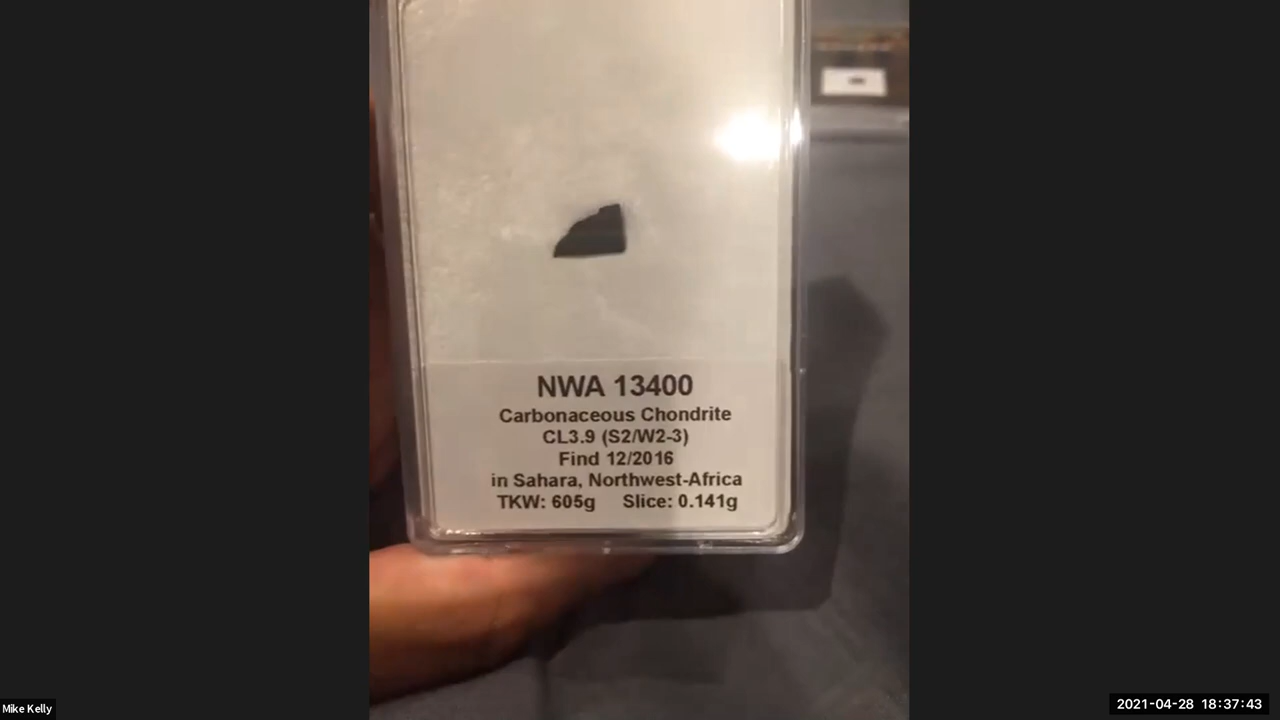 NWA 13400
Carbonaceous Chondrite
CL3.9 (S2/W2-3)
Find 12/2016
in Sahara, Northwest-Africa
TKW: 605g Slice: 0.141g
Mike Kelly
2021-04-28 18:37:43